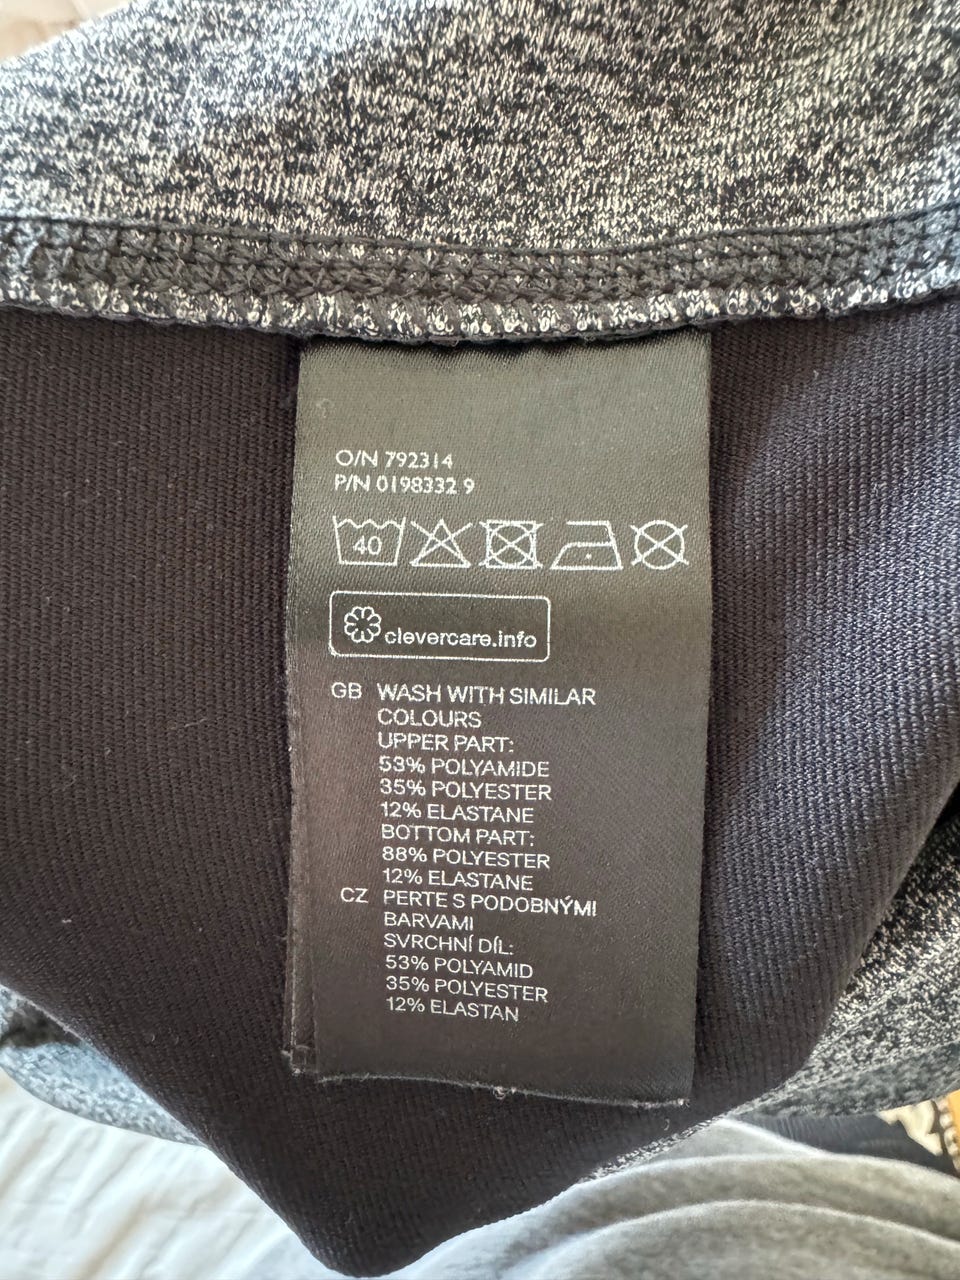 O/N 792314
P/N 0198332 9
40
clevercare.info
GB WASH WITH SIMILAR
COLOURS
UPPER PART:
53% POLYAMIDE
35% POLYESTER
12% ELASTANE
BOTTOM PART:
88% POLYESTER
12% ELASTANE
CZ PERTE S PODOBNÝMI
BARVAMI
SVRCHNÍ DÍL:
53% POLYAMID
35% POLYESTER
12% ELASTAN